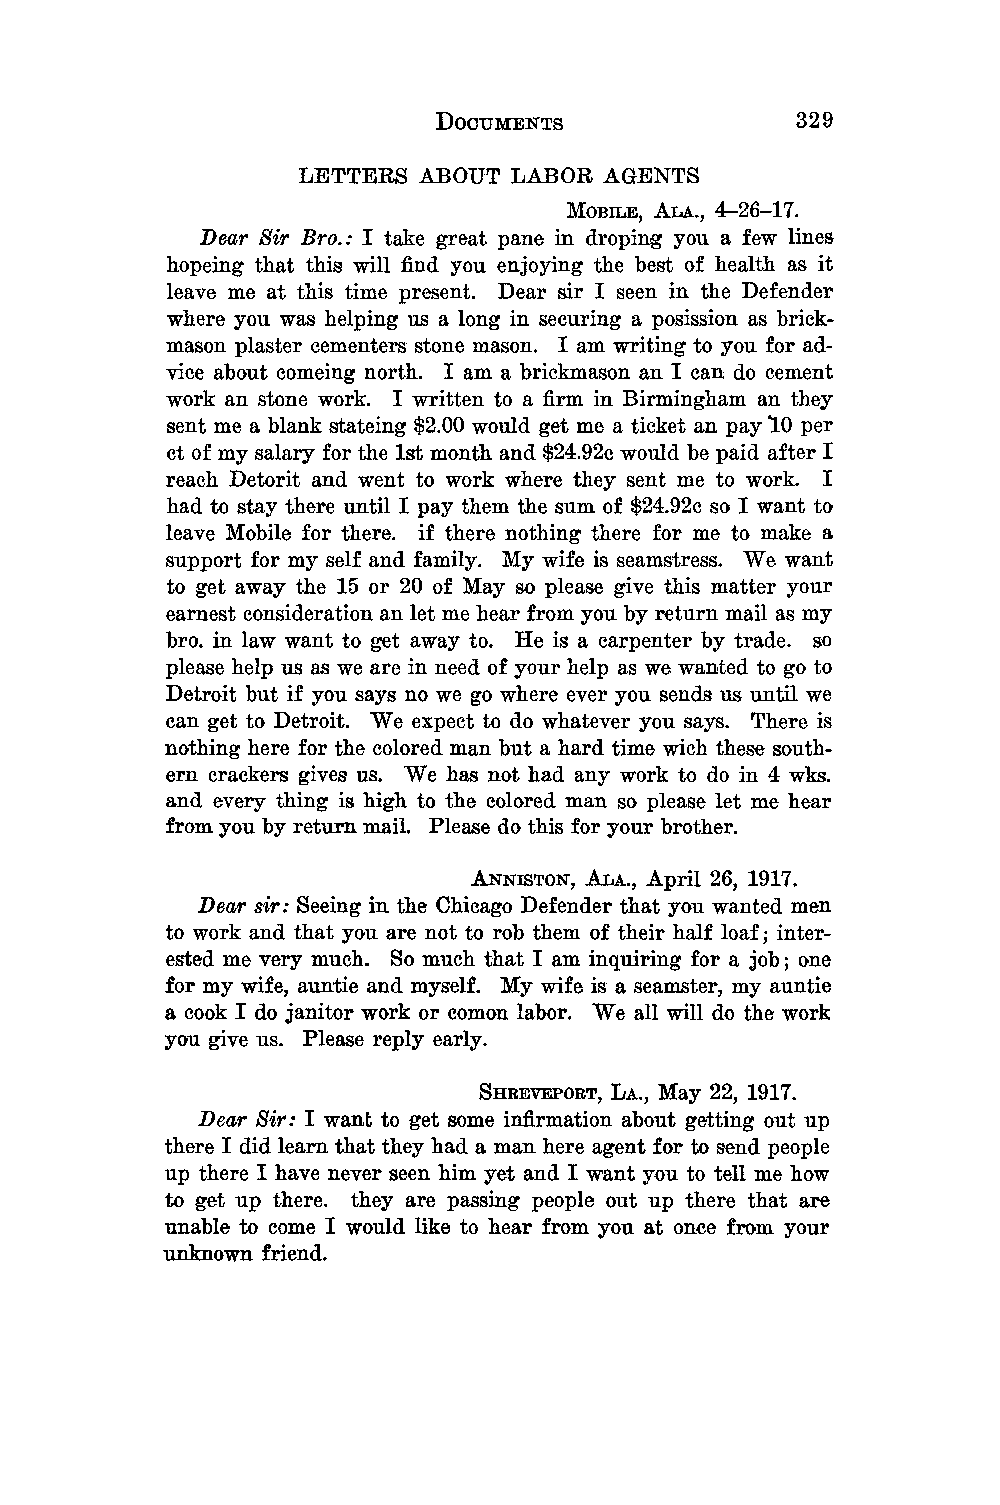 DOCUMENTS 329
LETTERS ABOUT LABOR AGENTS
MOBILE, ALA., 4–26–17.
Dear Sir Bro.: I take great pane in droping you a few lines
hopeing that this will find you enjoying the best of health as it
leave me at this time present. Dear sir I seen in the Defender
where you was helping us a long in securing a posission as brick-
mason plaster cementers stone mason. I am writing to you for ad-
vice about comeing north. I am a brickmason an I can do cement
work an stone work. I written to a firm in Birmingham an they
sent me a blank stateing $2.00 would get me a ticket an pay 10 per
ct of my salary for the 1st month and $24.92c would be paid after I
reach Detorit and went to work where they sent me to work. I
had to stay there until I pay them the sum of $24.92c so I want to
leave Mobile for there. if there nothing there for me to make a
support for my self and family. My wife is seamstress. We want
to get away the 15 or 20 of May so please give this matter your
earnest consideration an let me hear from you by return mail as my
bro. in law want to get away to. He is a carpenter by trade. so
please help us as we are in need of your help as we wanted to go to
Detroit but if you says no we go where ever you sends us until we
can get to Detroit. We expect to do whatever you says. There is
nothing here for the colored man but a hard time wich these south-
ern crackers gives us. We has not had any work to do in 4 wks.
and every thing is high to the colored man so please let me hear
from you by return mail. Please do this for your brother.
ANNISTON, ALA., April 26, 1917.
Dear sir: Seeing in the Chicago Defender that you wanted men
to work and that you are not to rob them of their half loaf; inter-
ested me very much. So much that I am inquiring for a job; one
for my wife, auntie and myself. My wife is a seamster, my auntie
a cook I do janitor work or comon labor. We all will do the work
you give us. Please reply early.
SHREVEPORT, LA., May 22, 1917.
Dear Sir: I want to get some infirmation about getting out up
there I did learn that they had a man here agent for to send people
up there I have never seen him yet and I want you to tell me how
to get up there. they are passing people out up there that are
unable to come I would like to hear from you at once from your
unknown friend.